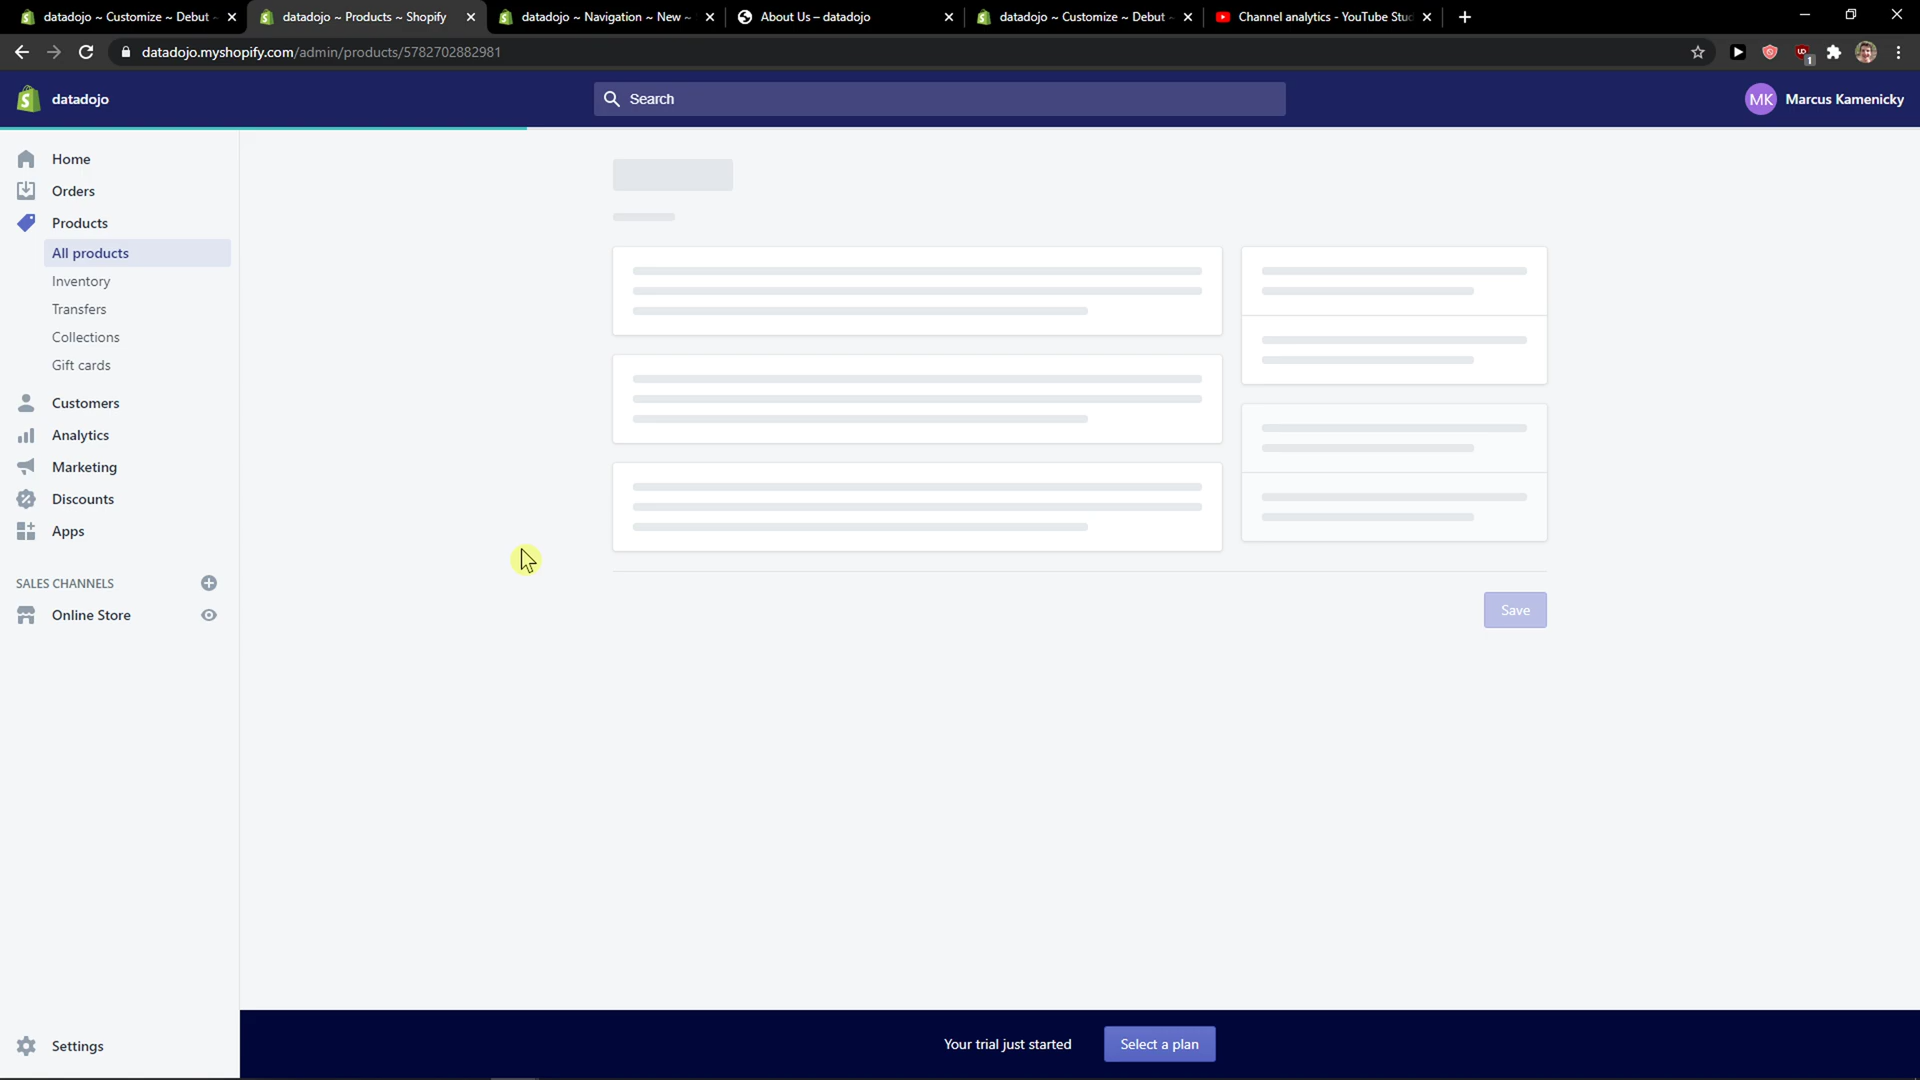 datadojo ~ Customize ~ Debut
datadojo ~ Products ~ Shopify
datadojo ~ Navigation ~ New ~
About Us – datadojo
datadojo ~ Customize ~ Debut
Channel analytics - YouTube Stu
datadojo.myshopify.com/admin/products/5782702882981
1
datadojo
Search
MK Marcus Kamenicky
Home
Orders
Products
All products
Inventory
Transfers
Collections
Gift cards
Customers
Analytics
Marketing
Discounts
Apps
SALES CHANNELS
Online Store
Save
Settings
Your trial just started
Select a plan